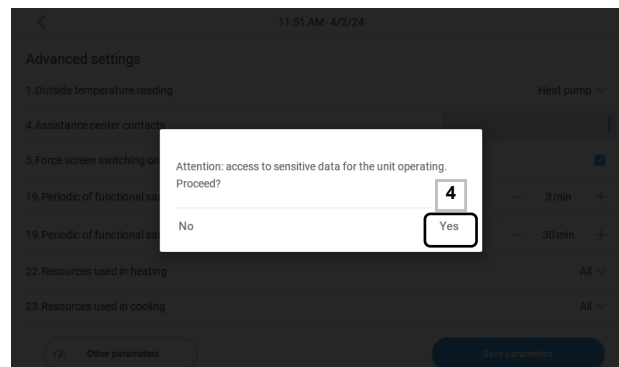 11:51 AM - 4/2/24
Advanced settings
1.Outside temperature reading Heat pump
4.Assistance center contacts
5.Force screen switching on
Attention: access to sensitive data for the unit operating.
Proceed?
4
19.Periodic of functional sa − 3 min +
No Yes
19.Periodic of functional sa − 30 min +
22.Resources used in heating All
23.Resources used in cooling All
Other parameters Save parameters